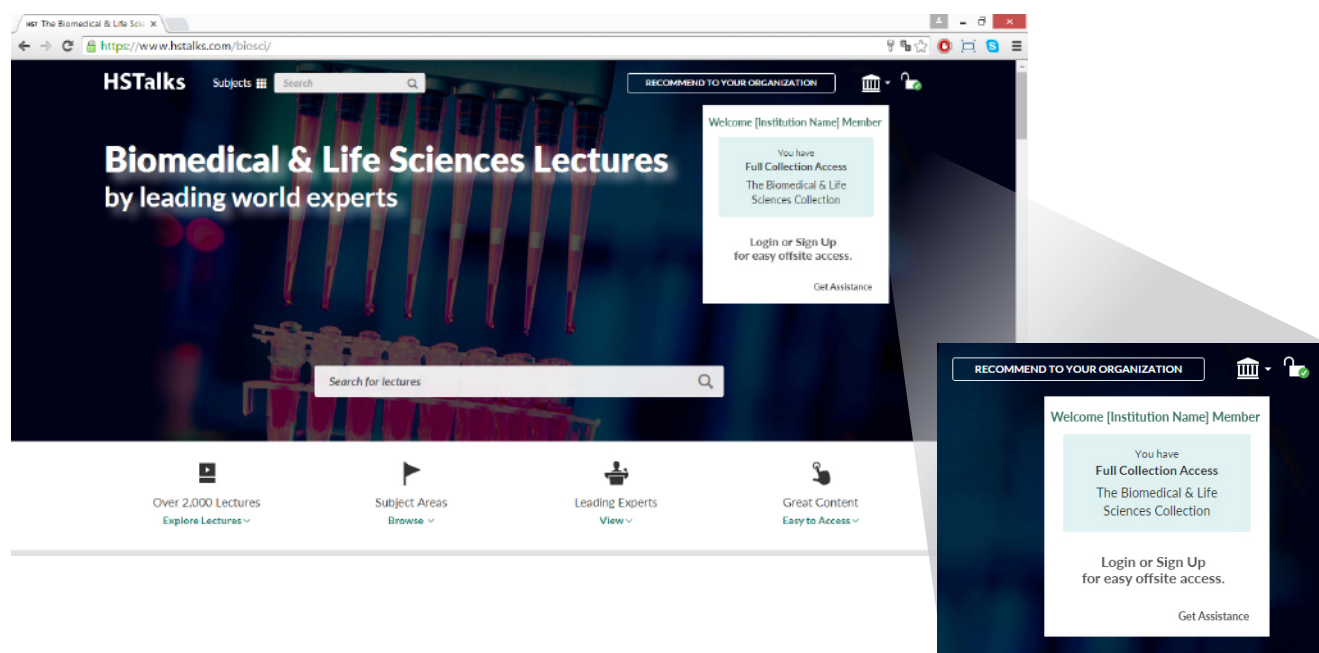 HST The Biomedical & Life Scie
https://www.hstalks.com/biosci/
HSTalks Subjects Search RECOMMEND TO YOUR ORGANIZATION
Welcome [Institution Name] Member
You have
Full Collection Access
The Biomedical & Life
Sciences Collection
Login or Sign Up
for easy offsite access.
Get Assistance
Biomedical & Life Sciences Lectures
by leading world experts
Search for lectures
Over 2,000 Lectures
Explore Lectures
Subject Areas
Browse
Leading Experts
View
Great Content
Easy to Access
RECOMMEND TO YOUR ORGANIZATION
Welcome [Institution Name] Member
You have
Full Collection Access
The Biomedical & Life
Sciences Collection
Login or Sign Up
for easy offsite access.
Get Assistance